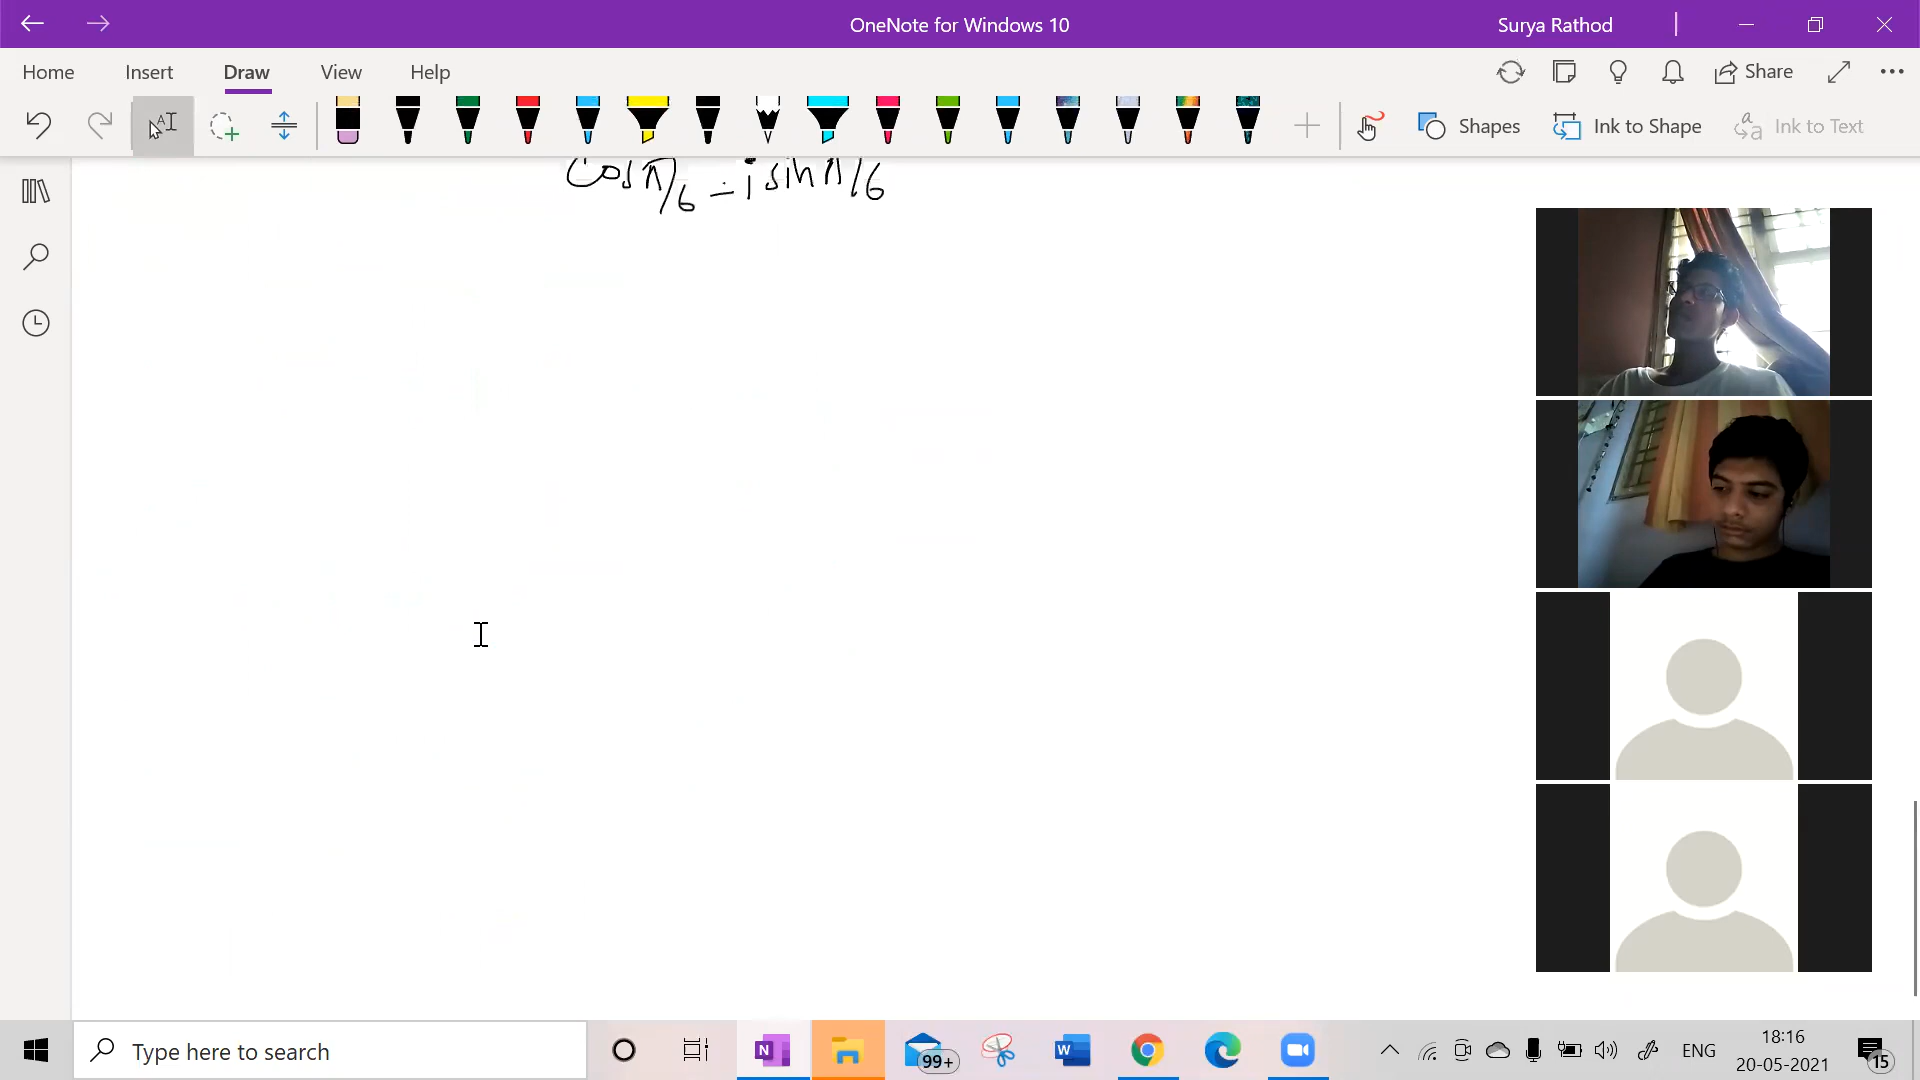 OneNote for Windows 10
Surya Rathod
Home
Insert
Draw
View
Help
Share
Shapes
Ink to Shape
Ink to Text
Cos π/6 - i sin π/6
Type here to search
99+
ENG
18:16
20-05-2021
15